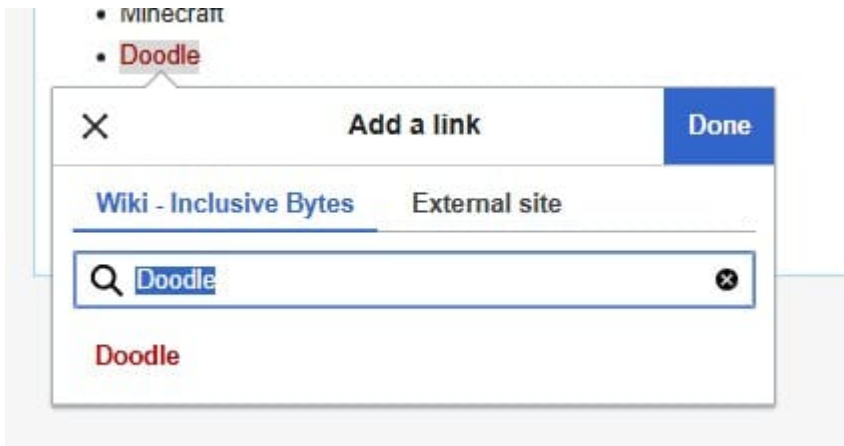 Minecraft
Doodle
Add a link
Done
Wiki - Inclusive Bytes
External site
Doodle
Doodle